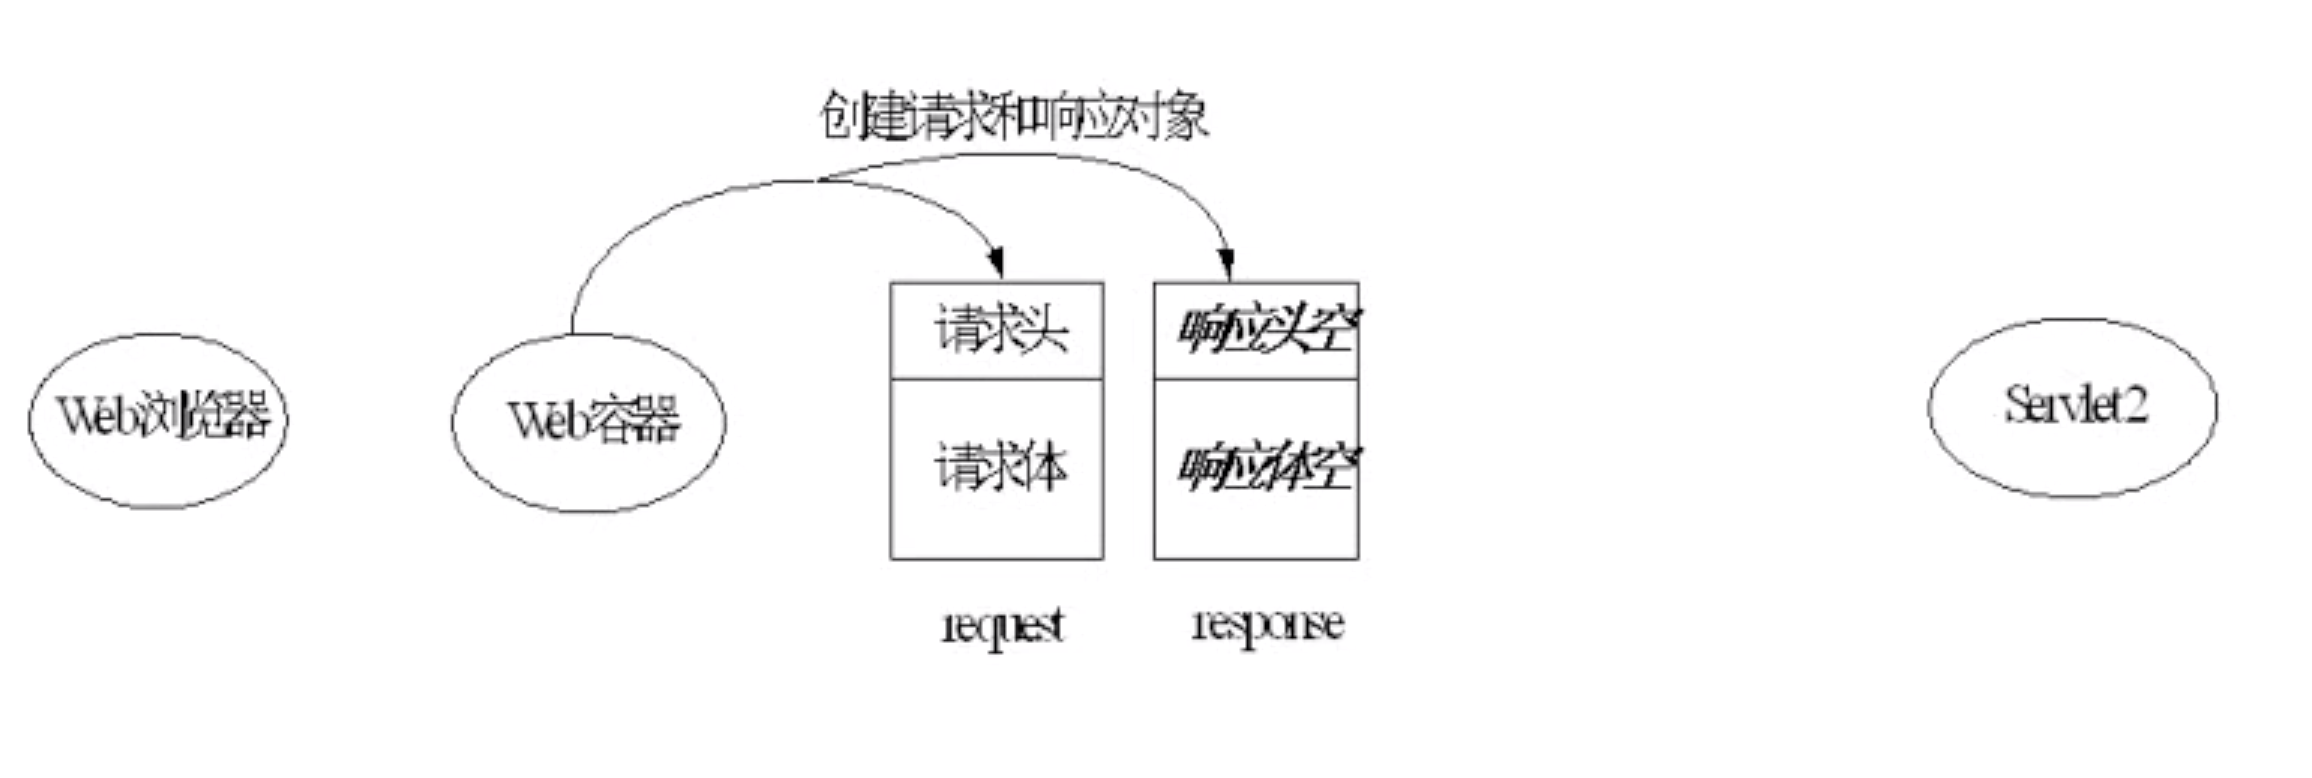 创建请求和响应对象
请求头
响应头空
Web浏览器
Web容器
Servlet2
请求体
响应体空
request
response